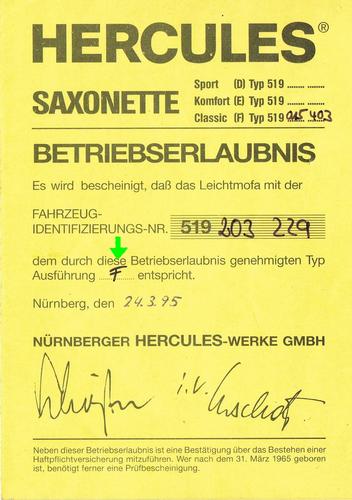 HERCULES®
SAXONETTE
Sport (D) Typ 519 ........ ........
Komfort (E) Typ 519 ........ ........
Classic (F) Typ 519 015 403
BETRIEBSERLAUBNIS
Es wird bescheinigt, daß das Leichtmofa mit der
FAHRZEUG-
IDENTIFIZIERUNGS-NR. 519 203 229
dem durch diese Betriebserlaubnis genehmigten Typ
Ausführung F entspricht.
Nürnberg, den 24.3.95
NÜRNBERGER HERCULES-WERKE GMBH
i.V.
Neben dieser Betriebserlaubnis ist eine Bestätigung über das Bestehen einer
Haftpflichtversicherung mitzuführen. Wer nach dem 31. März 1965 geboren
ist, benötigt ferner eine Prüfbescheinigung.